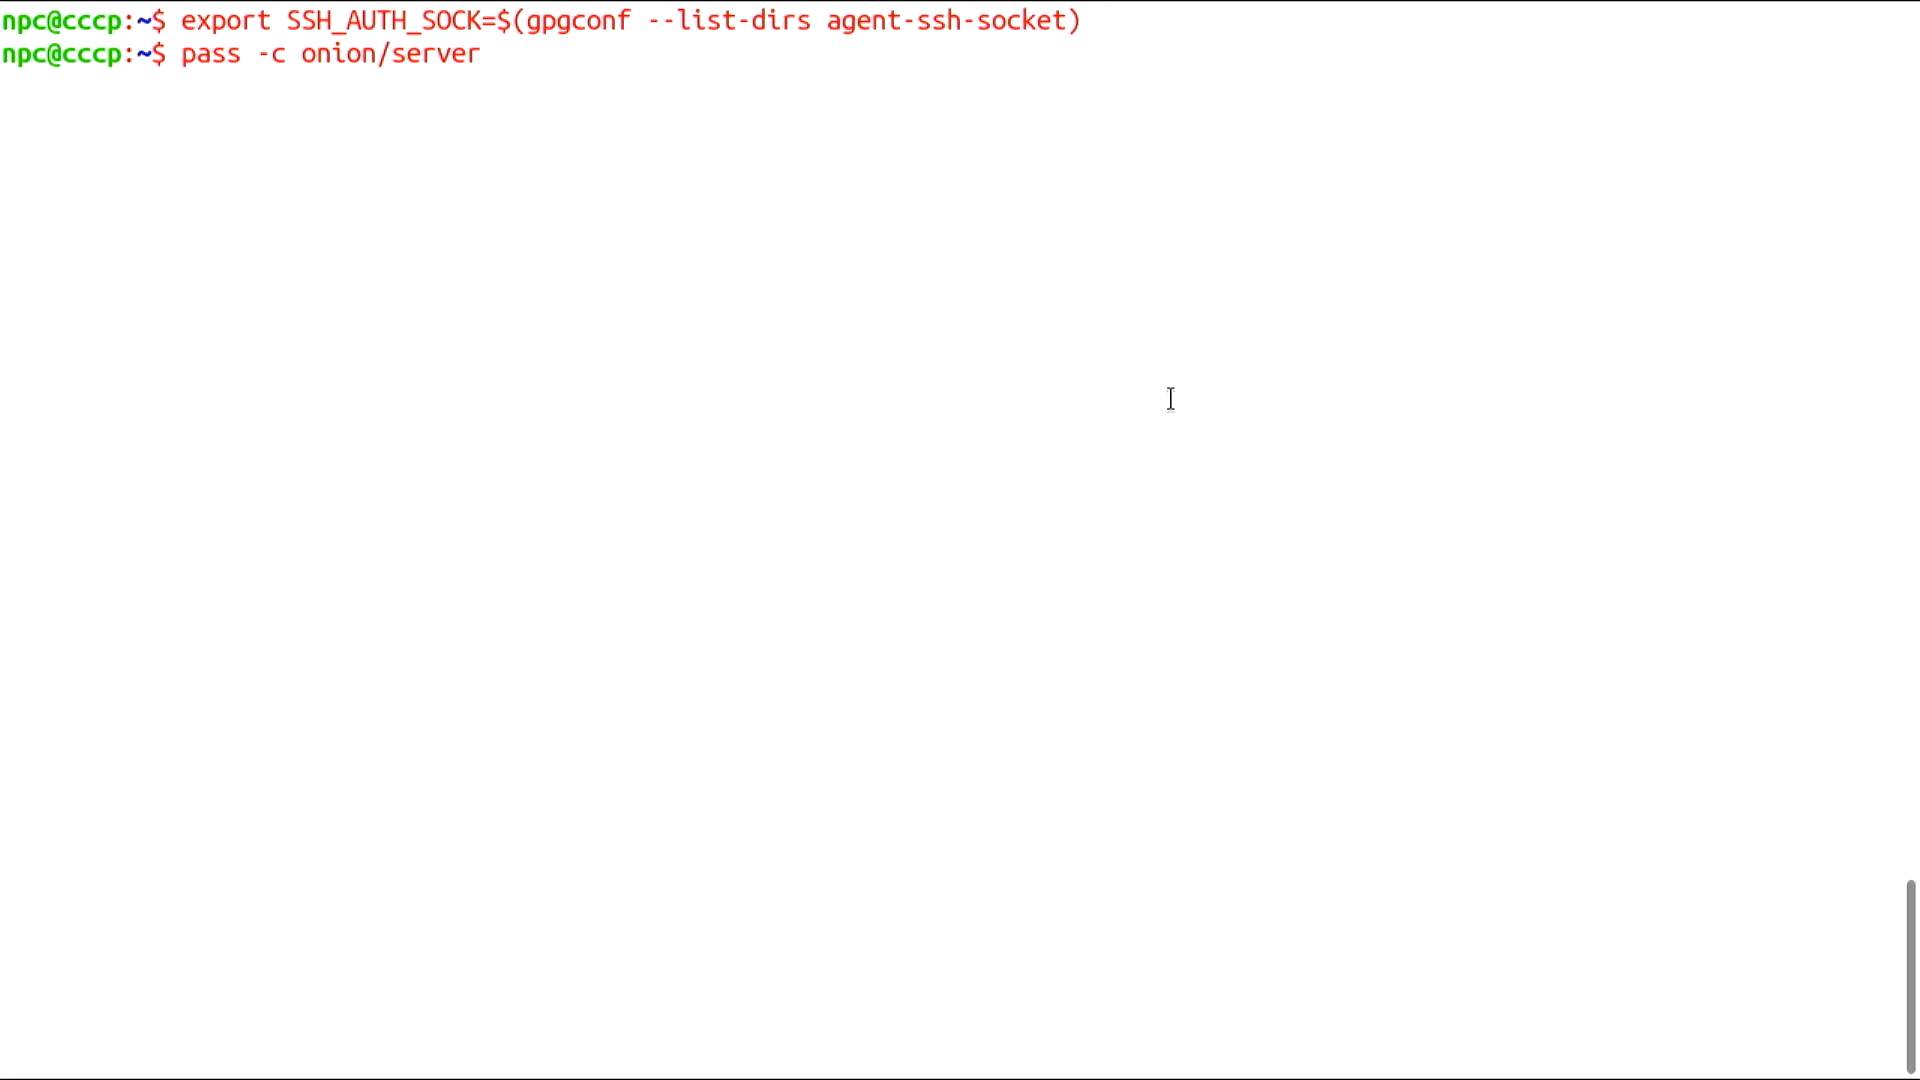 npc@cccp:~$ export SSH_AUTH_SOCK=$(gpgconf --list-dirs agent-ssh-socket)
npc@cccp:~$ pass -c onion/server